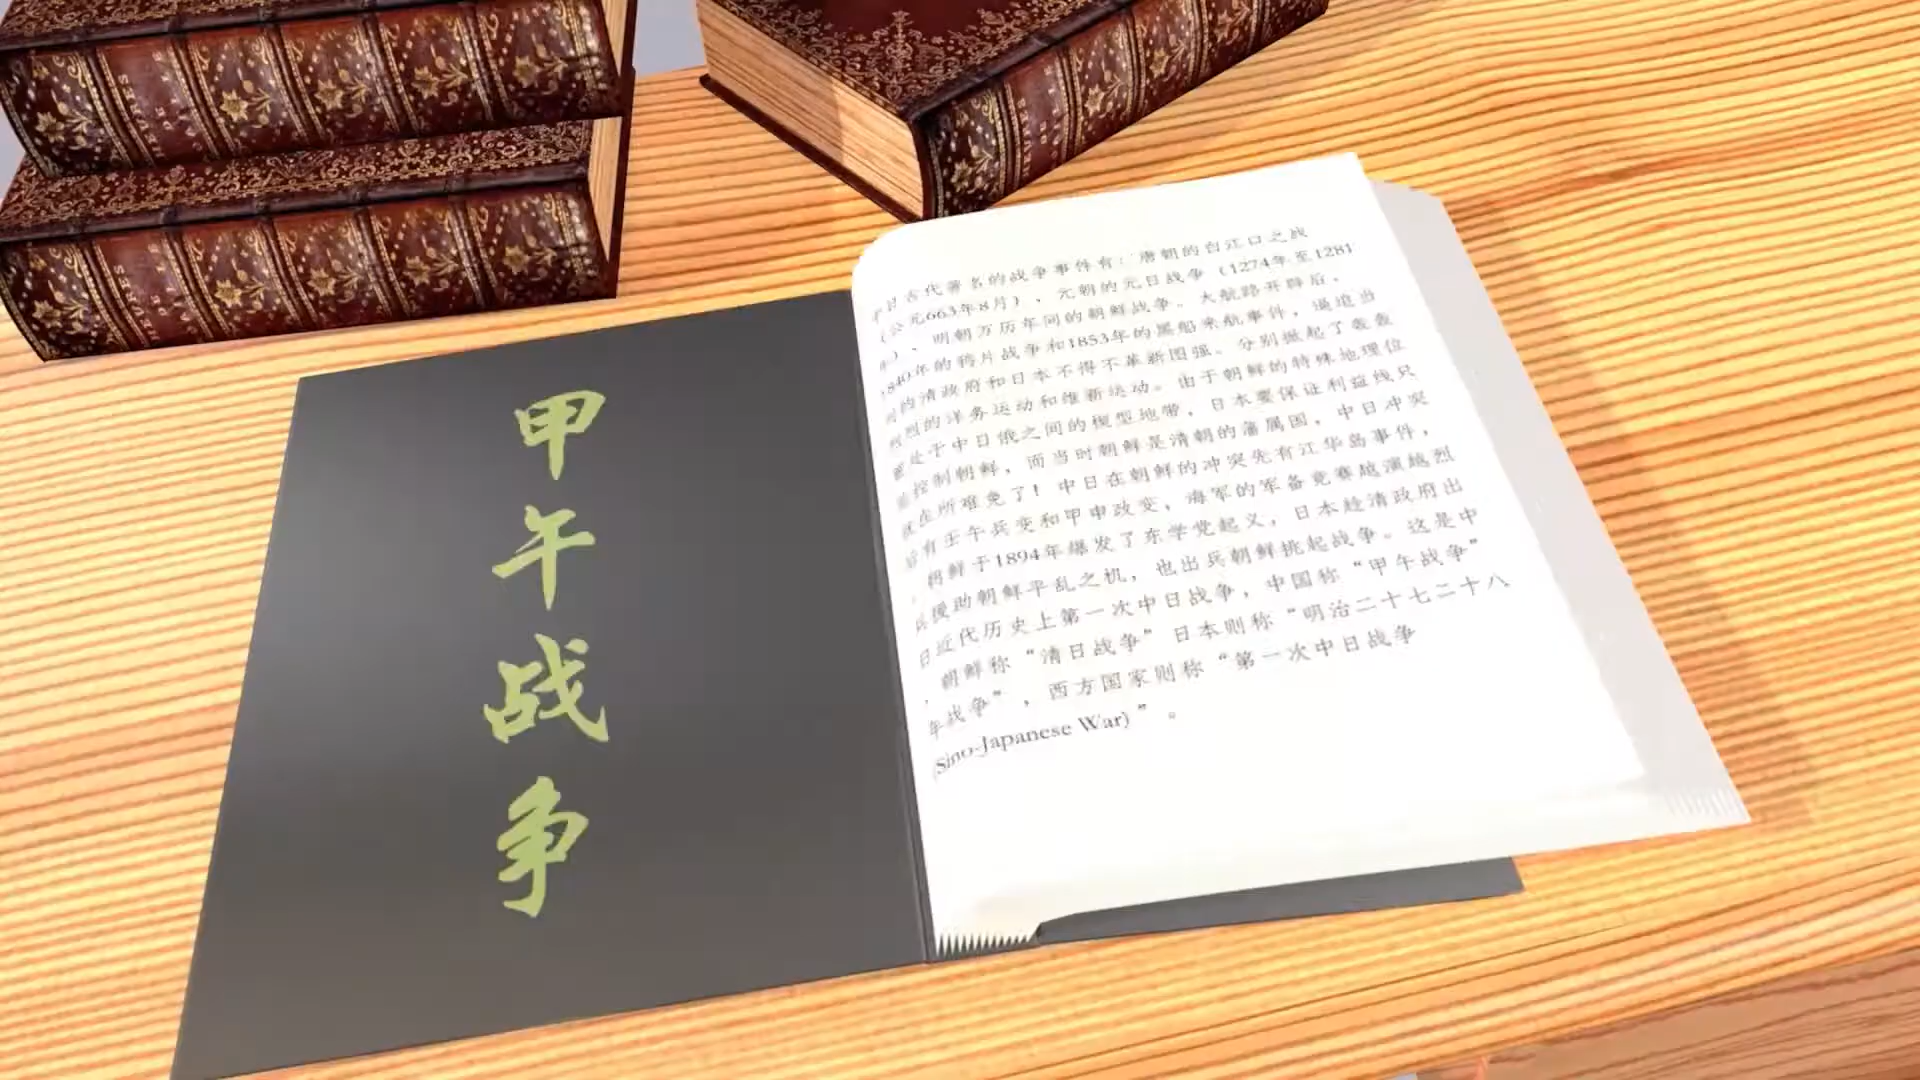 甲午战争
中日古代著名的战争事件有:唐朝的白江口之战
(公元663年8月)、元朝的元日战争(1274年至1281
年)、明朝万历年间的朝鲜战争。大航路开辟后,
1840年的鸦片战争和1853年的黑船来航事件,逼迫当
时的清政府和日本不得不革新图强。分别掀起了轰轰
烈烈的洋务运动和维新运动。由于朝鲜的特殊地理位
置处于中日俄之间的楔型地带,日本要保证利益线只
能控制朝鲜,而当时朝鲜是清朝的藩属国,中日冲突
就在所难免了!中日在朝鲜的冲突先有江华岛事件,
后有壬午兵变和甲申政变,海军的军备竞赛越演越烈
,朝鲜于1894年爆发了东学党起义,日本趁清政府出
兵援助朝鲜平乱之机,也出兵朝鲜挑起战争。这是中
日近代历史上第一次中日战争,中国称“甲午战争”
,朝鲜称“清日战争”日本则称“明治二十七二十八
年战争”,西方国家则称“第一次中日战争
(Sino-Japanese War)”。